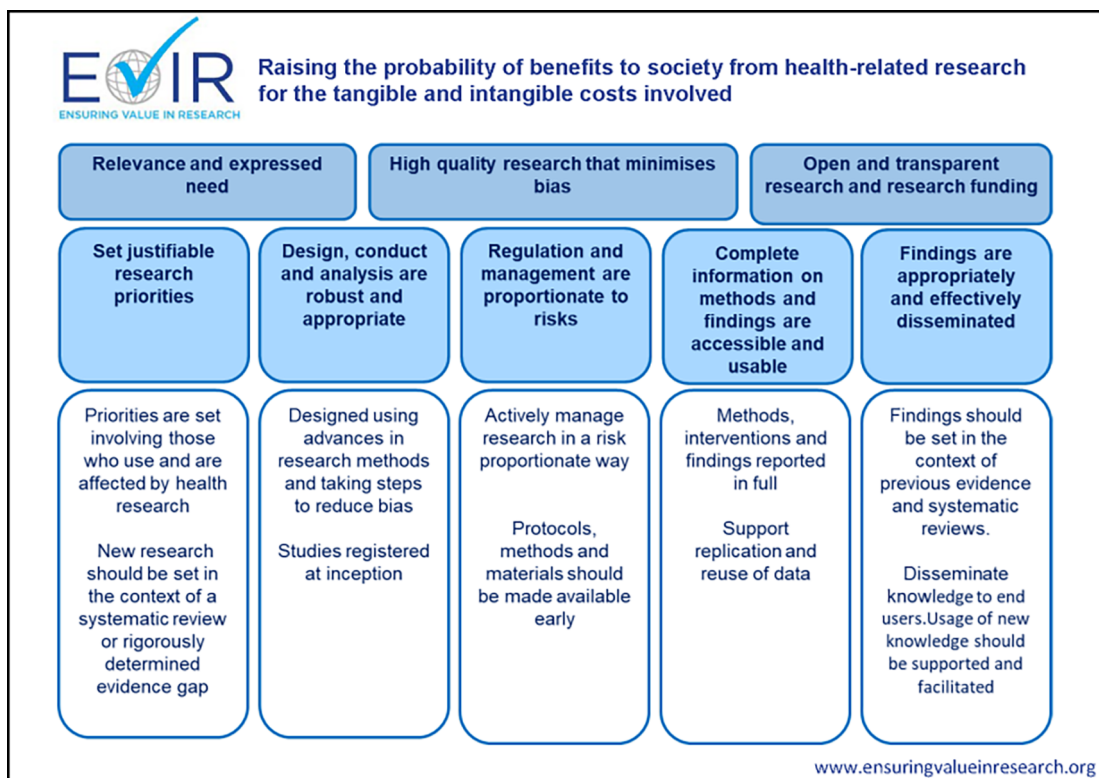 EVIR
ENSURING VALUE IN RESEARCH
Raising the probability of benefits to society from health-related research
for the tangible and intangible costs involved
Relevance and expressed
need
High quality research that minimises
bias
Open and transparent
research and research funding
Set justifiable
research
priorities
Design, conduct
and analysis are
robust and
appropriate
Regulation and
management are
proportionate to
risks
Complete
information on
methods and
findings are
accessible and
usable
Findings are
appropriately
and effectively
disseminated
Priorities are set
involving those
who use and are
affected by health
research
New research
should be set in
the context of a
systematic review
or rigorously
determined
evidence gap
Designed using
advances in
research methods
and taking steps
to reduce bias
Studies registered
at inception
Actively manage
research in a risk
proportionate way
Protocols,
methods and
materials should
be made available
early
Methods,
interventions and
findings reported
in full
Support
replication and
reuse of data
Findings should
be set in the
context of
previous evidence
and systematic
reviews.
Disseminate
knowledge to end
users.Usage of new
knowledge should
be supported and
facilitated
www.ensuringvalueinresearch.org